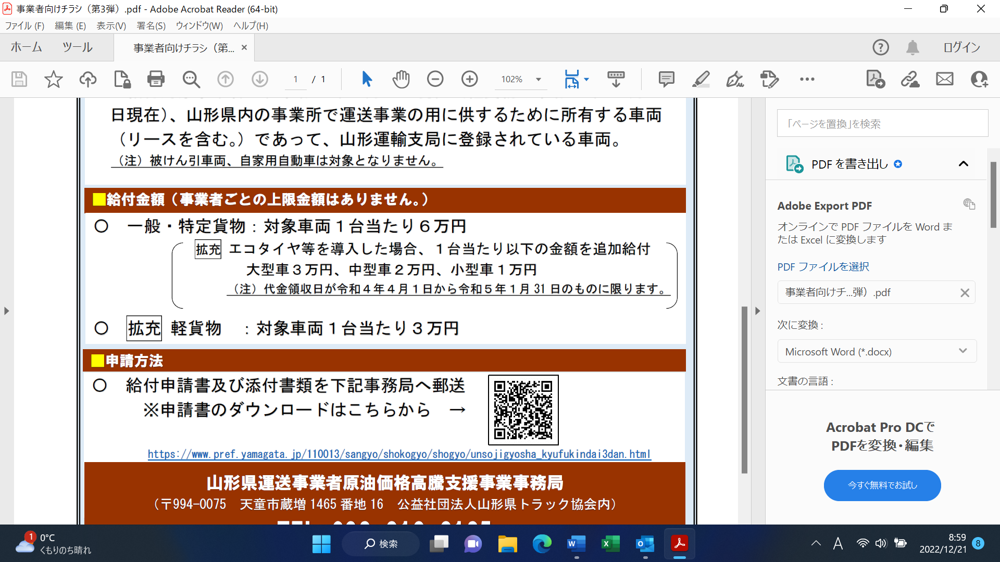 事業者向けチラシ（第3弾）.pdf - Adobe Acrobat Reader (64-bit)
ファイル (F) 編集 (E) 表示(V) 署名(S) ウィンドウ(W) ヘルプ(H)
ホーム ツール 事業者向けチラシ（第... × ログイン
1 / 1 102%
日現在）、山形県内の事業所で運送事業の用に供するために所有する車両
（リースを含む。）であって、山形運輸支局に登録されている車両。
（注）被けん引車両、自家用自動車は対象となりません。
■給付金額（事業者ごとの上限金額はありません。）
○ 一般・特定貨物：対象車両１台当たり６万円
拡充 エコタイヤ等を導入した場合、１台当たり以下の金額を追加給付
大型車３万円、中型車２万円、小型車１万円
（注）代金領収日が令和４年４月１日から令和５年１月31日のものに限ります。
○ 拡充 軽貨物 ：対象車両１台当たり３万円
■申請方法
○ 給付申請書及び添付書類を下記事務局へ郵送
※申請書のダウンロードはこちらから →
https://www.pref.yamagata.jp/110013/sangyo/shokogyo/shogyo/unsojigyosha_kyufukindai3dan.html
山形県運送事業者原油価格高騰支援事業事務局
（〒994-0075 天童市蔵増1465番地16 公益社団法人山形県トラック協会内）
「ページを置換」を検索
PDF を書き出し
Adobe Export PDF
オンラインで PDF ファイルを Word ま
たは Excel に変換します
PDF ファイルを選択
事業者向けチ...弾）.pdf
次に変換 :
Microsoft Word (*.docx)
文書の言語 :
Acrobat Pro DCで
PDFを変換・編集
今すぐ無料でお試し
1 0°C
くもりのち晴れ
検索
A
8:59
2022/12/21
8